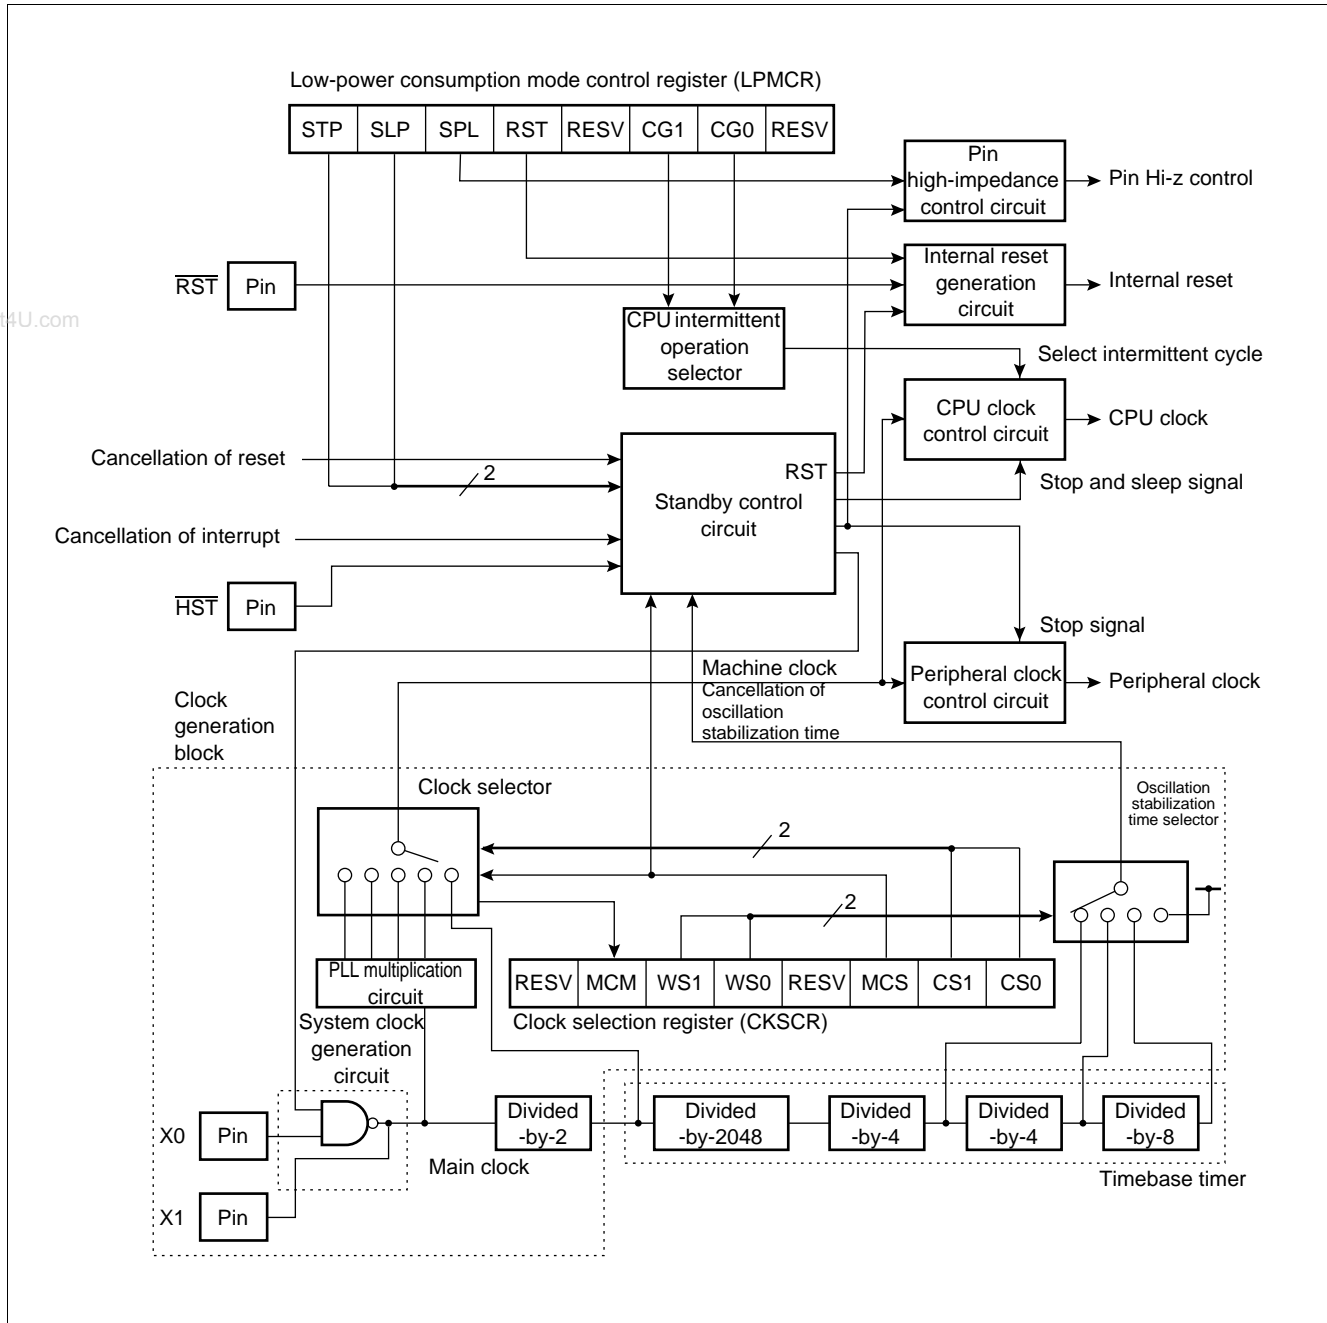 Low-power consumption mode control register (LPMCR)
STP SLP SPL RST RESV CG1 CG0 RESV
Pin
high-impedance
control circuit
Pin Hi-z control
RST
Pin
Internal reset
generation
circuit
Internal reset
t4U.com
CPU intermittent
operation
selector
Select intermittent cycle
CPU clock
control circuit
CPU clock
Cancellation of reset
2
RST
Standby control
circuit
Stop and sleep signal
Cancellation of interrupt
HST
Pin
Stop signal
Machine clock
Cancellation of
oscillation
stabilization time
Peripheral clock
control circuit
Peripheral clock
Clock
generation
block
Clock selector
Oscillation
stabilization
time selector
2
2
PLL multiplication
circuit
RESV MCM WS1 WS0 RESV MCS CS1 CS0
Clock selection register (CKSCR)
System clock
generation
circuit
X0
Pin
Divided
-by-2
Divided
-by-2048
Divided
-by-4
Divided
-by-4
Divided
-by-8
Main clock
Timebase timer
X1
Pin